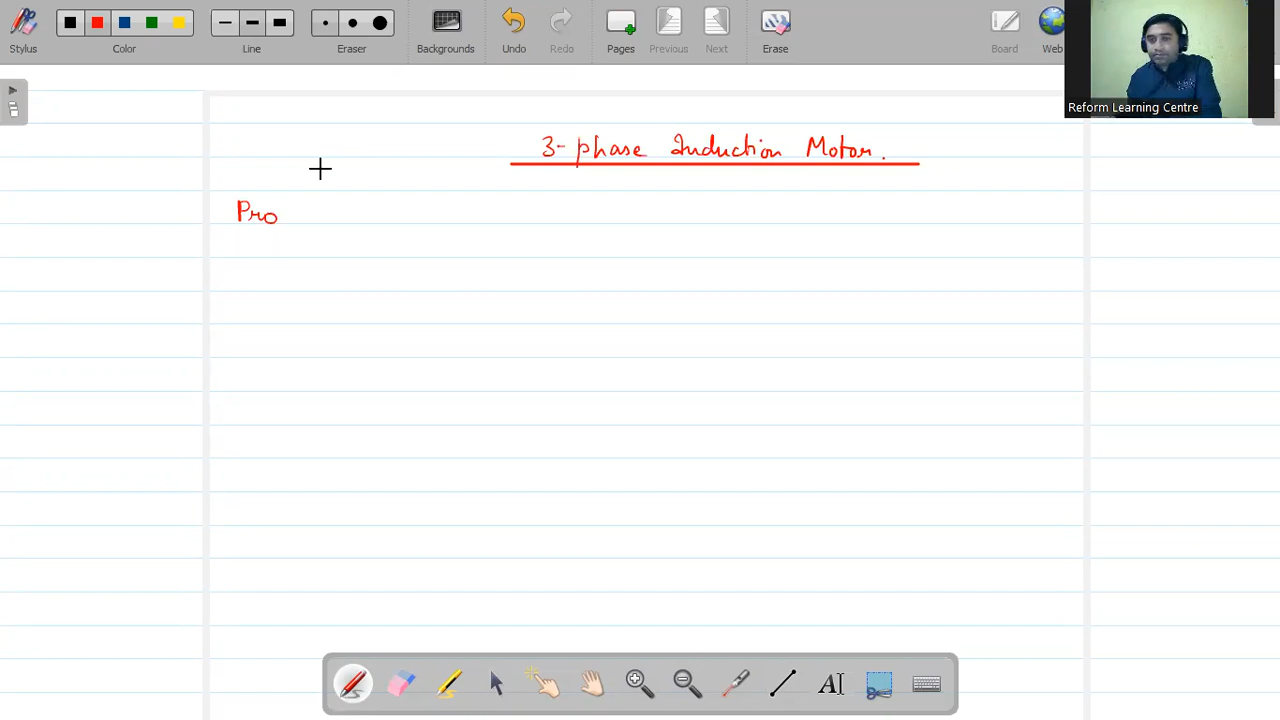 Stylus
Color
Line
Eraser
Backgrounds
Undo
Redo
Pages
Previous
Next
Erase
Board
Web
Reform Learning Centre
3-phase Induction Motor.
Pro
AI